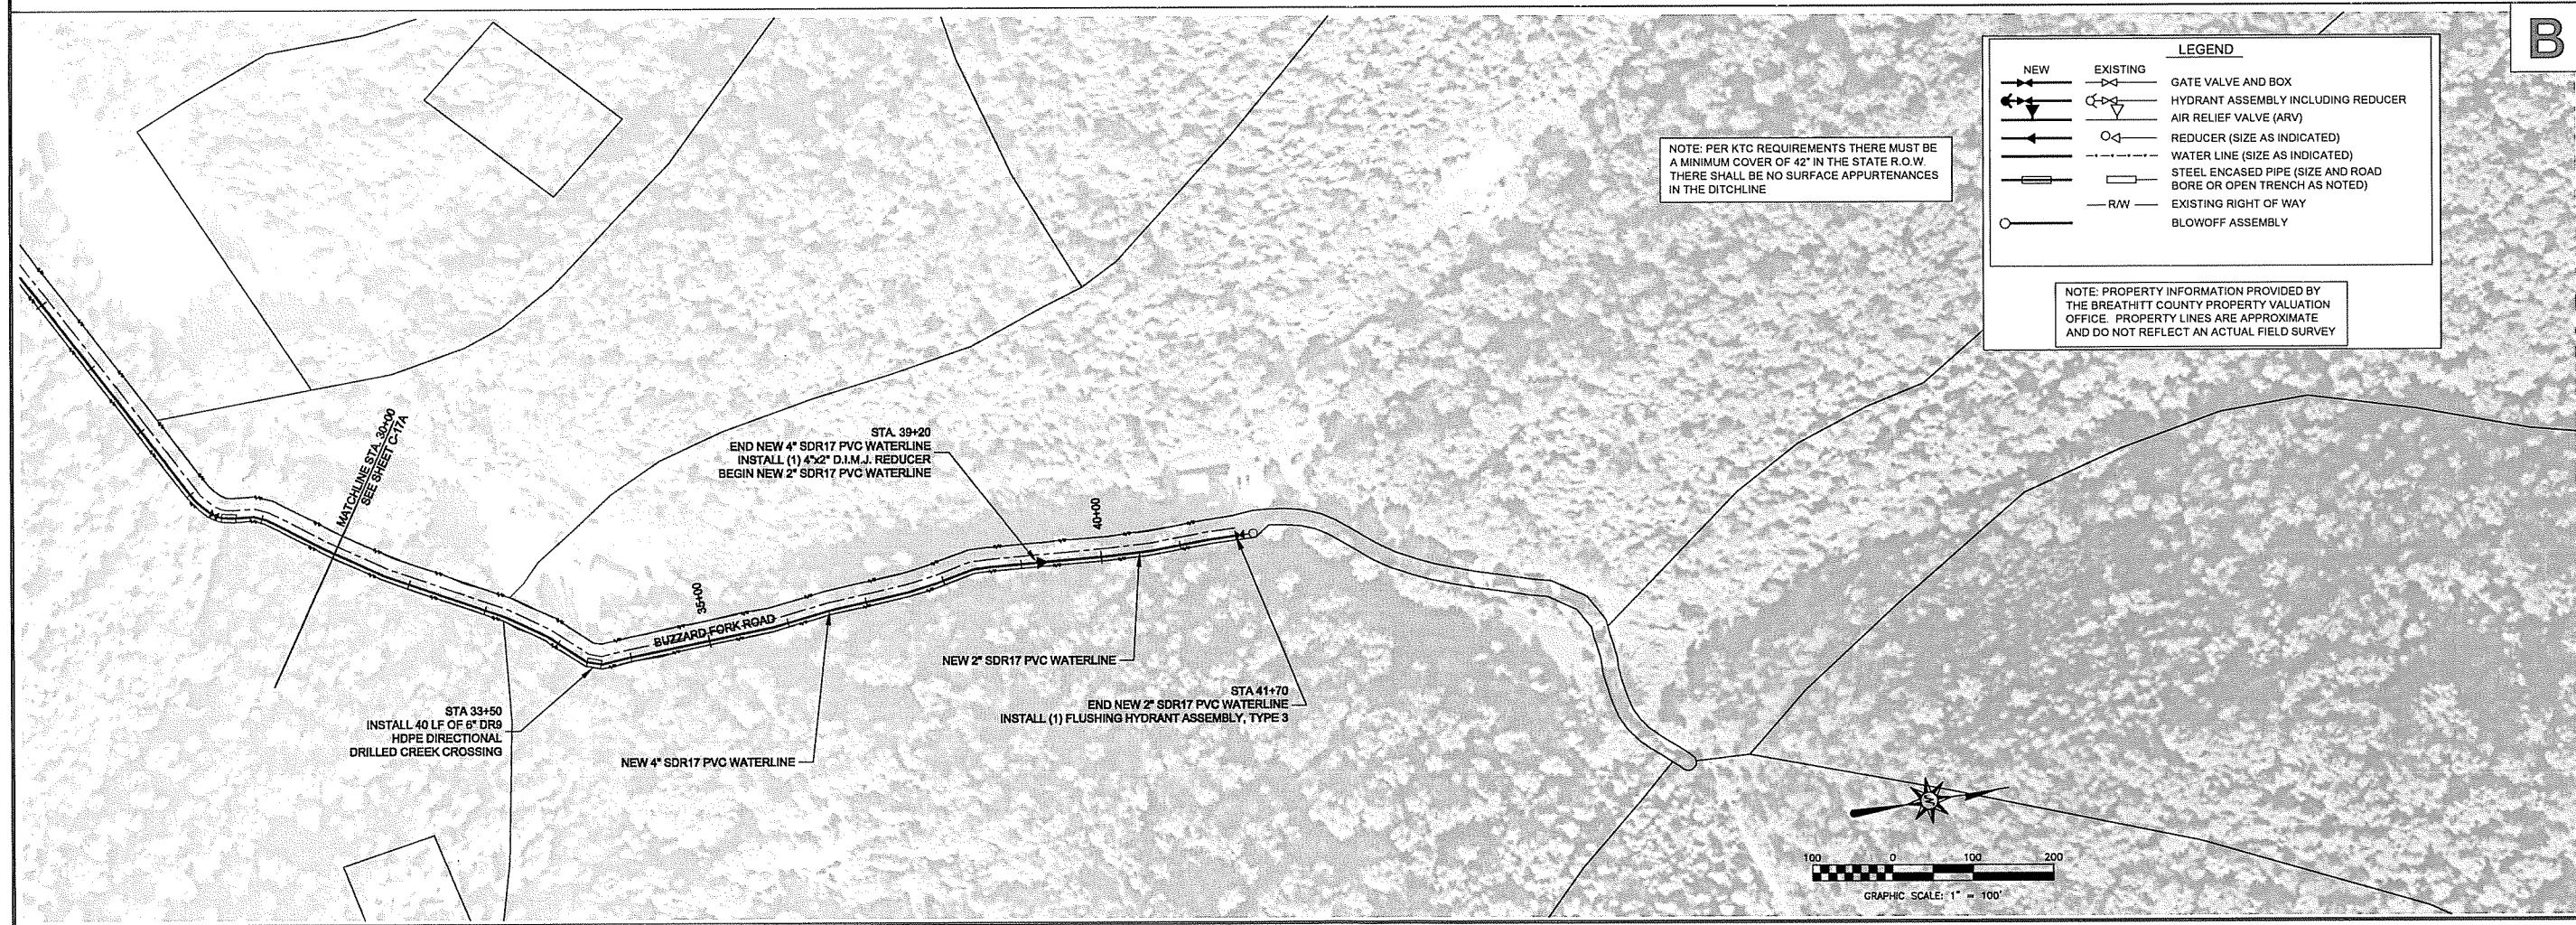 B
LEGEND
NEW EXISTING
GATE VALVE AND BOX
HYDRANT ASSEMBLY INCLUDING REDUCER
AIR RELIEF VALVE (ARV)
REDUCER (SIZE AS INDICATED)
WATER LINE (SIZE AS INDICATED)
STEEL ENCASED PIPE (SIZE AND ROAD
BORE OR OPEN TRENCH AS NOTED)
R/W EXISTING RIGHT OF WAY
BLOWOFF ASSEMBLY
NOTE: PER KTC REQUIREMENTS THERE MUST BE
A MINIMUM COVER OF 42" IN THE STATE R.O.W.
THERE SHALL BE NO SURFACE APPURTENANCES
IN THE DITCHLINE
NOTE: PROPERTY INFORMATION PROVIDED BY
THE BREATHITT COUNTY PROPERTY VALUATION
OFFICE. PROPERTY LINES ARE APPROXIMATE
AND DO NOT REFLECT AN ACTUAL FIELD SURVEY
MATCHLINE STA. 30+00
SEE SHEET C-17A
STA. 39+20
END NEW 4" SDR17 PVC WATERLINE
INSTALL (1) 4"x2" D.I.M.J. REDUCER
BEGIN NEW 2" SDR17 PVC WATERLINE
40+00
35+00
BUZZARD FORK ROAD
NEW 2" SDR17 PVC WATERLINE
STA 41+70
END NEW 2" SDR17 PVC WATERLINE
INSTALL (1) FLUSHING HYDRANT ASSEMBLY, TYPE 3
STA 33+50
INSTALL 40 LF OF 6" DR9
HDPE DIRECTIONAL
DRILLED CREEK CROSSING
NEW 4" SDR17 PVC WATERLINE
N
100 0 100 200
GRAPHIC SCALE: 1" = 100'